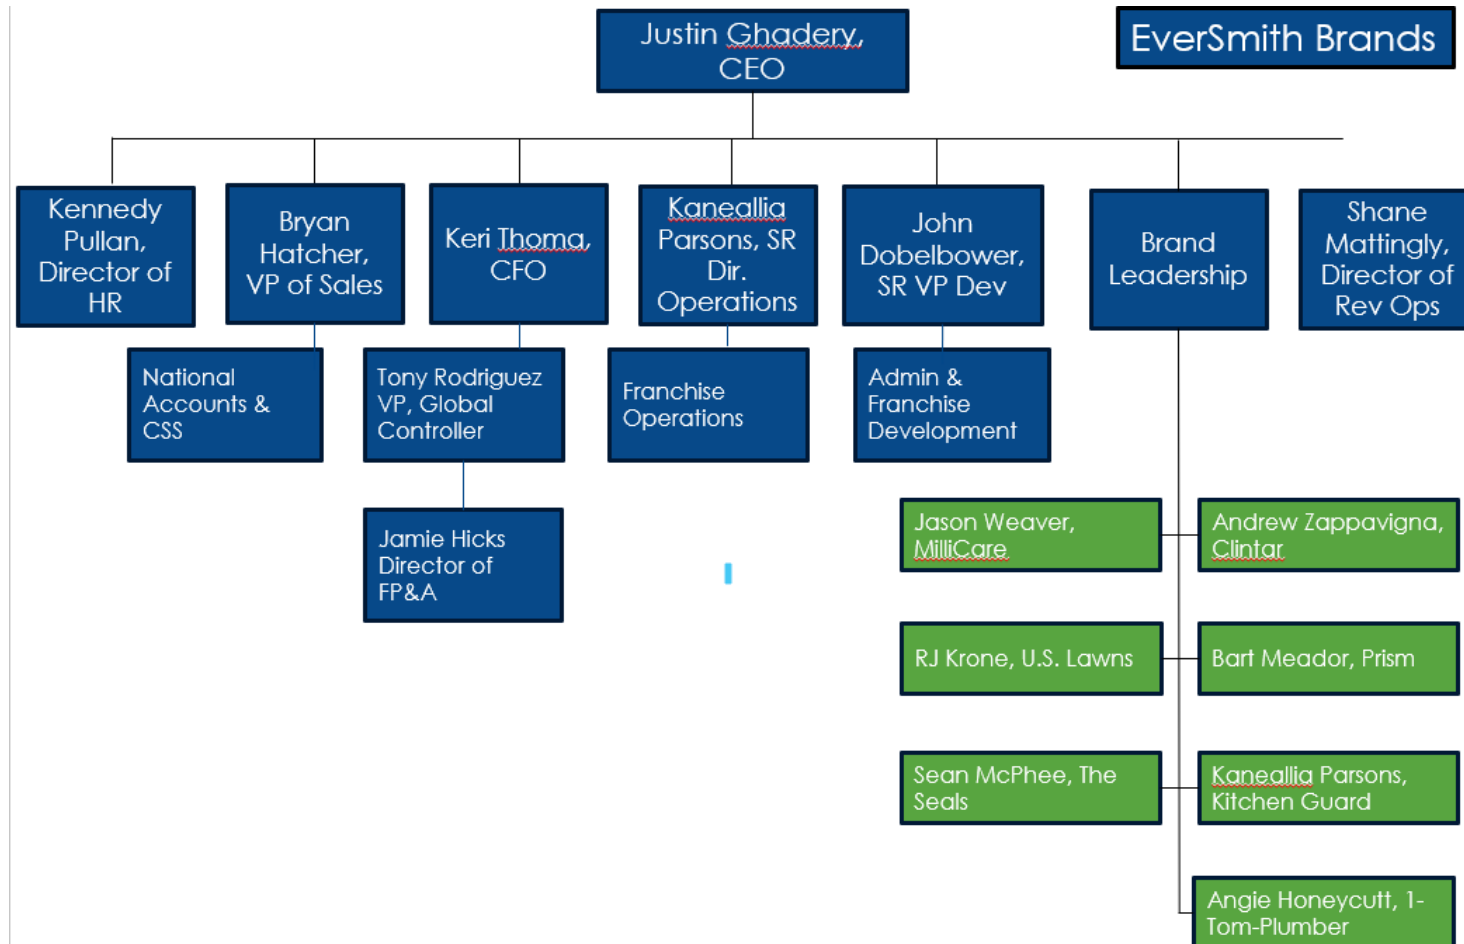 Justin Ghadery,
CEO
EverSmith Brands
Kennedy
Pullan,
Director of
HR
Bryan
Hatcher,
VP of Sales
Keri Thoma,
CFO
Kaneallia
Parsons, SR
Dir.
Operations
John
Dobelbower,
SR VP Dev
Brand
Leadership
Shane
Mattingly,
Director of
Rev Ops
National
Accounts &
CSS
Tony Rodriguez
VP, Global
Controller
Franchise
Operations
Admin &
Franchise
Development
Jamie Hicks
Director of
FP&A
Jason Weaver,
MilliCare
Andrew Zappavigna,
Clintar
RJ Krone, U.S. Lawns
Bart Meador, Prism
Sean McPhee, The
Seals
Kaneallia Parsons,
Kitchen Guard
Angie Honeycutt, 1-
Tom-Plumber